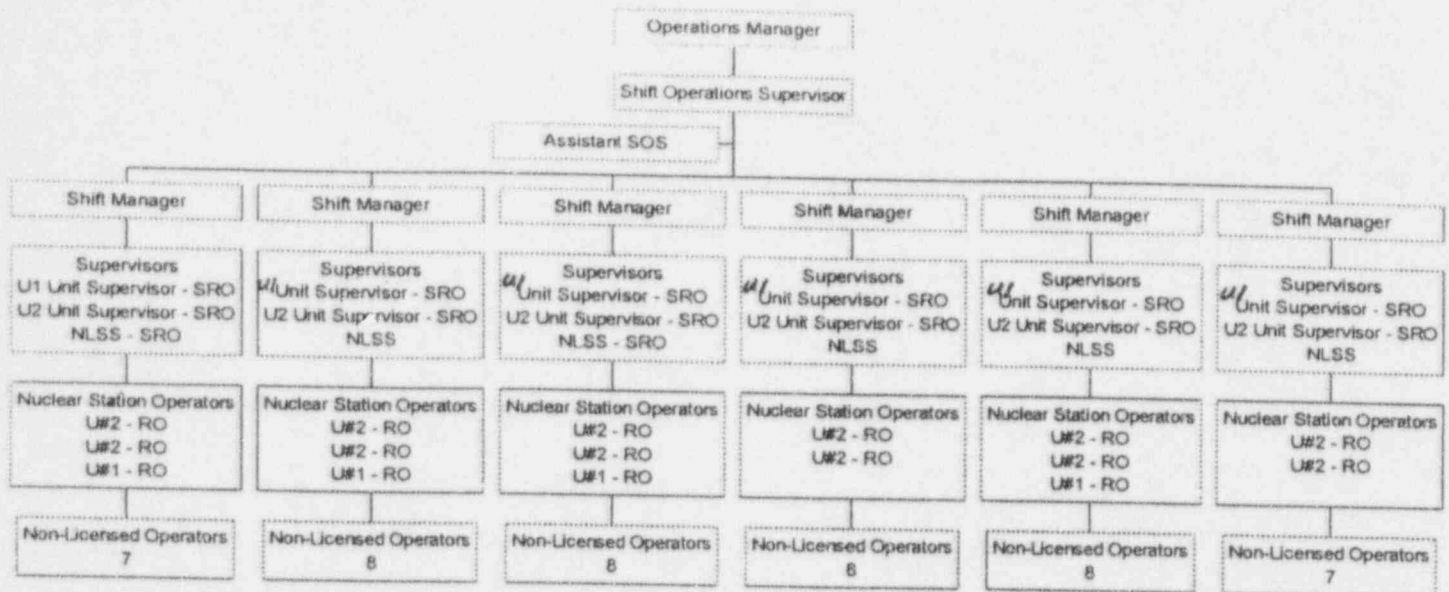 Operations Manager
Shift Operations Supervisor
Assistant SOS
Shift Manager
Supervisors
U1 Unit Supervisor - SRO
U2 Unit Supervisor - SRO
NLSS - SRO
Nuclear Station Operators
U#2 - RO
U#2 - RO
U#1 - RO
Non-Licensed Operators
7
Shift Manager
Supervisors
U1 Unit Supervisor - SRO
U2 Unit Supervisor - SRO
NLSS
Nuclear Station Operators
U#2 - RO
U#2 - RO
U#1 - RO
Non-Licensed Operators
8
Shift Manager
Supervisors
U1 Unit Supervisor - SRO
U2 Unit Supervisor - SRO
NLSS - SRO
Nuclear Station Operators
U#2 - RO
U#2 - RO
U#1 - RO
Non-Licensed Operators
8
Shift Manager
Supervisors
U1 Unit Supervisor - SRO
U2 Unit Supervisor - SRO
NLSS
Nuclear Station Operators
U#2 - RO
U#2 - RO
Non-Licensed Operators
8
Shift Manager
Supervisors
U1 Unit Supervisor - SRO
U2 Unit Supervisor - SRO
NLSS
Nuclear Station Operators
U#2 - RO
U#2 - RO
U#1 - RO
Non-Licensed Operators
8
Shift Manager
Supervisors
U1 Unit Supervisor - SRO
U2 Unit Supervisor - SRO
NLSS
Nuclear Station Operators
U#2 - RO
U#2 - RO
Non-Licensed Operators
7